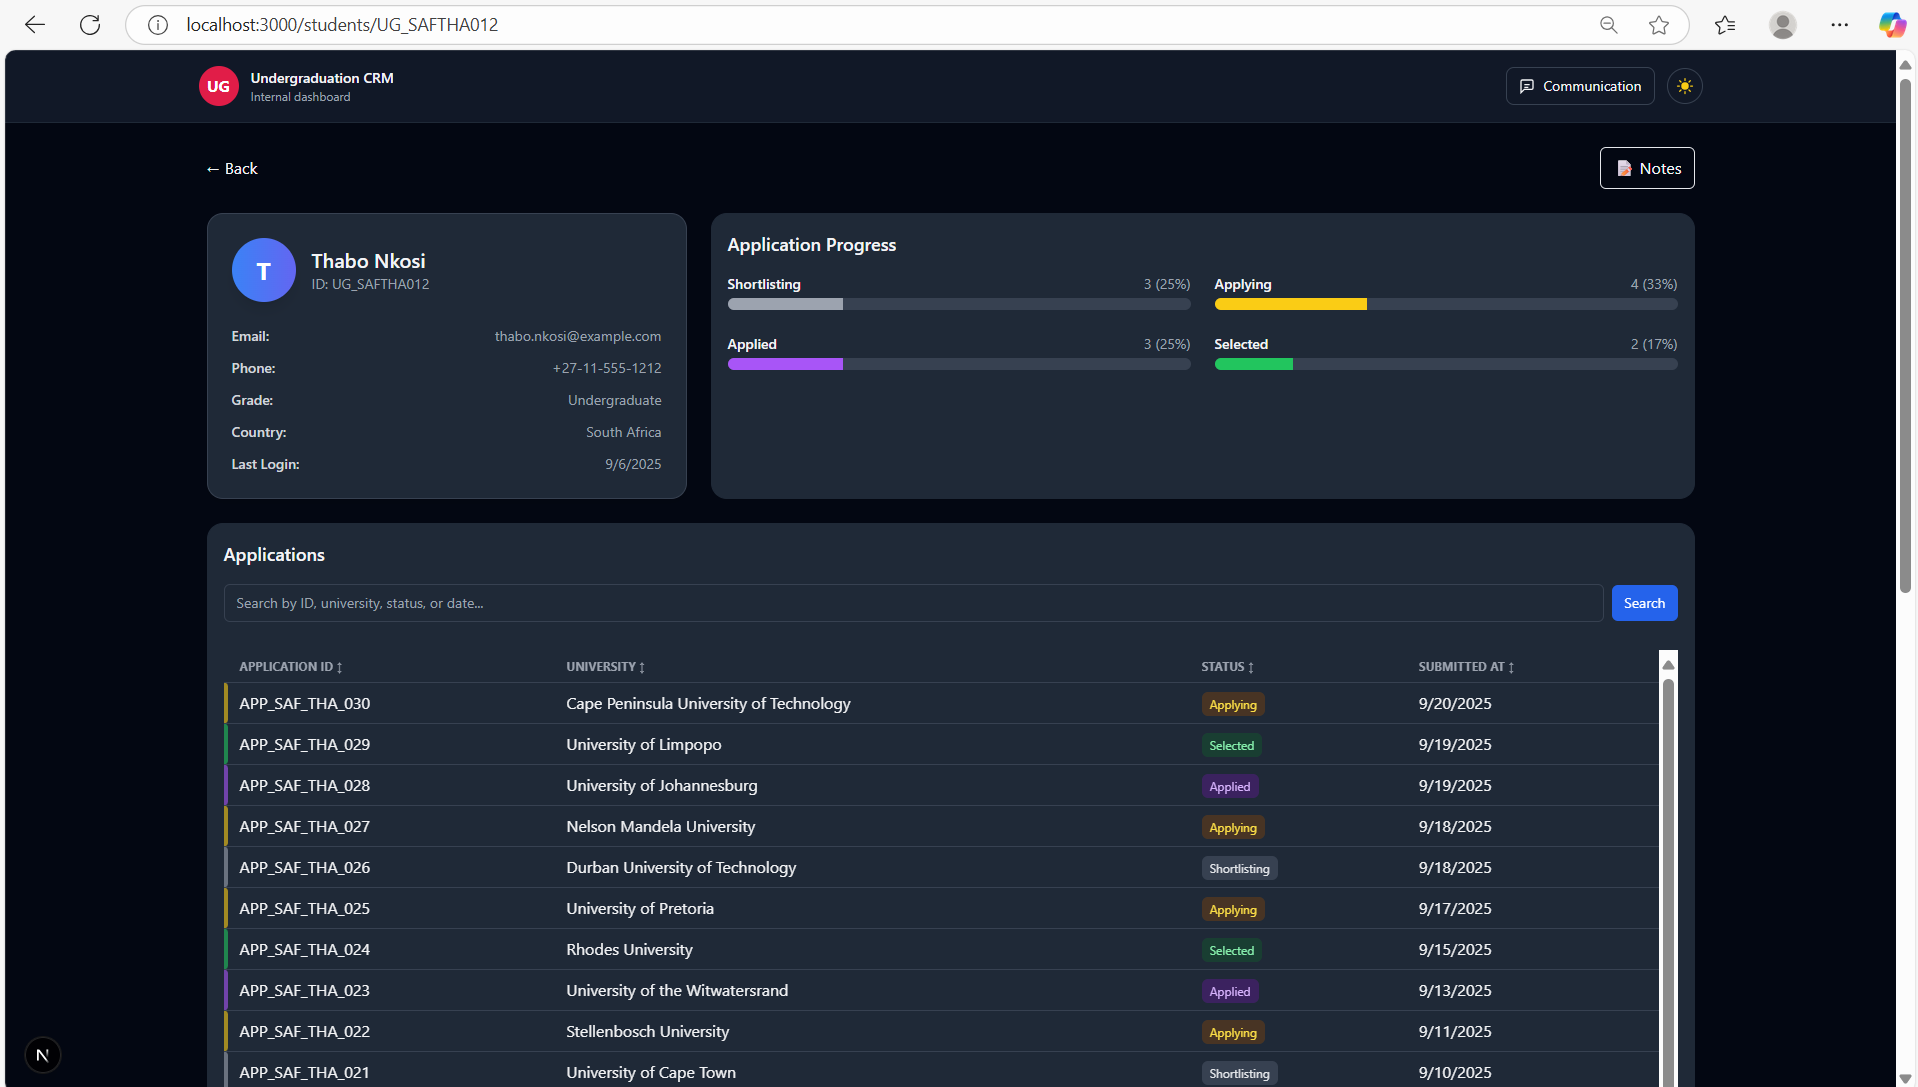 localhost:3000/students/UG_SAFTHA012
UG
Undergraduation CRM
Internal dashboard
Communication
← Back
Notes
T
Thabo Nkosi
ID: UG_SAFTHA012
Email: thabo.nkosi@example.com
Phone: +27-11-555-1212
Grade: Undergraduate
Country: South Africa
Last Login: 9/6/2025
Application Progress
Shortlisting 3 (25%)
Applying 4 (33%)
Applied 3 (25%)
Selected 2 (17%)
Applications
Search by ID, university, status, or date...
Search
APPLICATION ID ↕ UNIVERSITY ↕ STATUS ↕ SUBMITTED AT ↕
APP_SAF_THA_030 Cape Peninsula University of Technology Applying 9/20/2025
APP_SAF_THA_029 University of Limpopo Selected 9/19/2025
APP_SAF_THA_028 University of Johannesburg Applied 9/19/2025
APP_SAF_THA_027 Nelson Mandela University Applying 9/18/2025
APP_SAF_THA_026 Durban University of Technology Shortlisting 9/18/2025
APP_SAF_THA_025 University of Pretoria Applying 9/17/2025
APP_SAF_THA_024 Rhodes University Selected 9/15/2025
APP_SAF_THA_023 University of the Witwatersrand Applied 9/13/2025
APP_SAF_THA_022 Stellenbosch University Applying 9/11/2025
APP_SAF_THA_021 University of Cape Town Shortlisting 9/10/2025
N